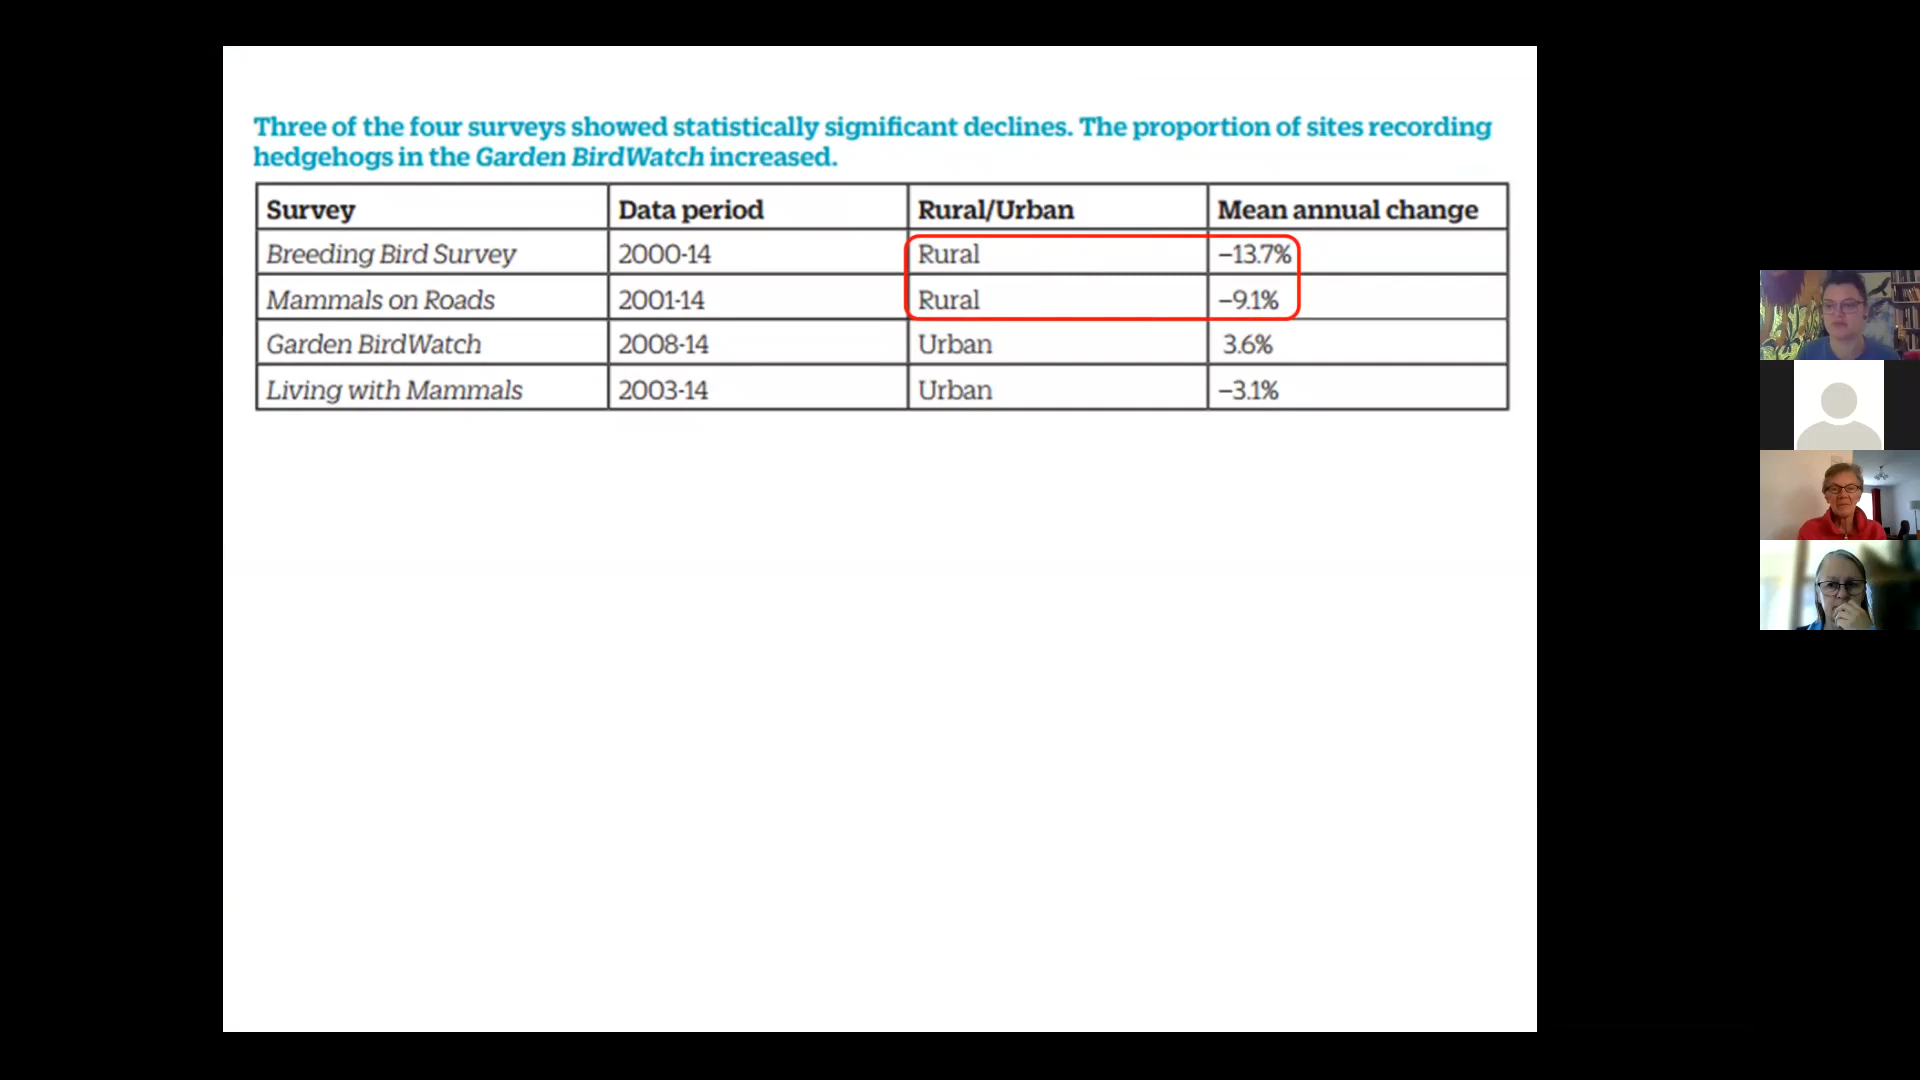 Three of the four surveys showed statistically significant declines. The proportion of sites recording
hedgehogs in the Garden BirdWatch increased.
Survey Data period Rural/Urban Mean annual change
Breeding Bird Survey 2000-14 Rural –13.7%
Mammals on Roads 2001-14 Rural –9.1%
Garden BirdWatch 2008-14 Urban 3.6%
Living with Mammals 2003-14 Urban –3.1%